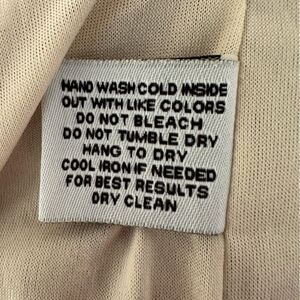 HAND WASH COLD INSIDE
OUT WITH LIKE COLORS
DO NOT BLEACH
DO NOT TUMBLE DRY
HANG TO DRY
COOL IRON IF NEEDED
FOR BEST RESULTS
DRY CLEAN